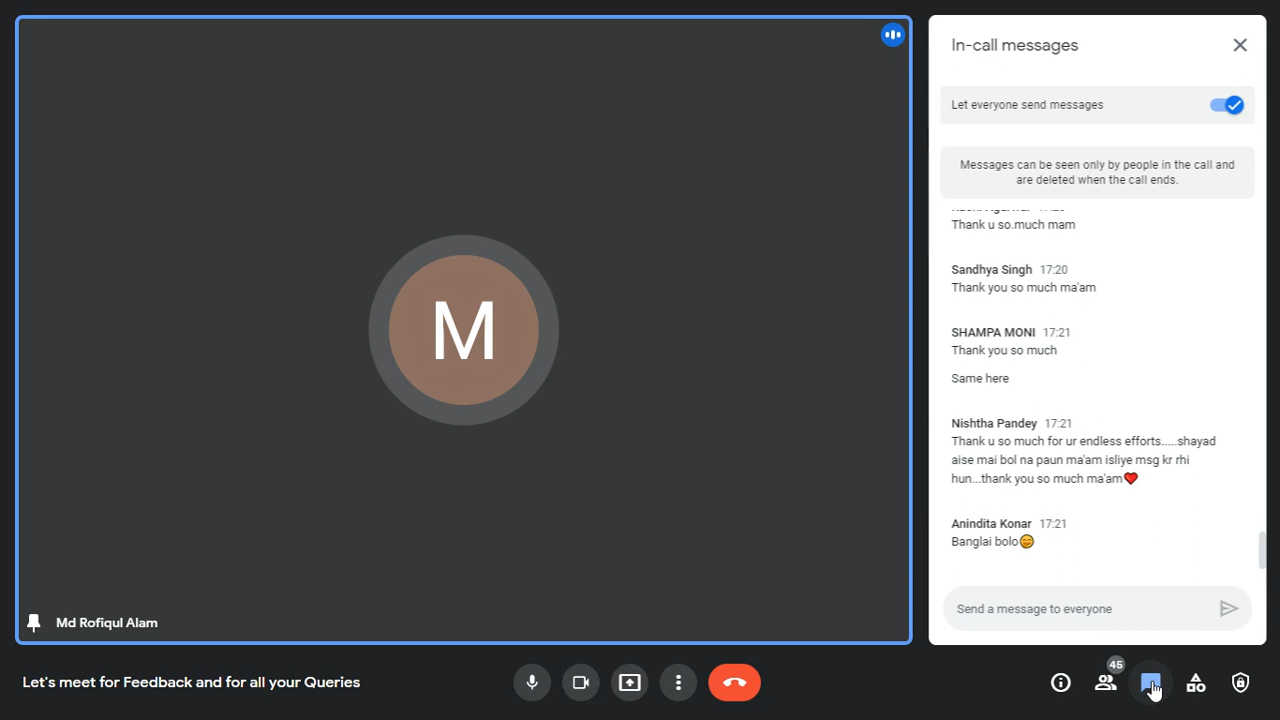 In-call messages
Let everyone send messages
Messages can be seen only by people in the call and
are deleted when the call ends.
Thank u so.much mam
Sandhya Singh 17:20
Thank you so much ma'am
SHAMPA MONI 17:21
Thank you so much
Same here
Nishtha Pandey 17:21
Thank u so much for ur endless efforts.....shayad
aise mai bol na paun ma'am isliye msg kr rhi
hun...thank you so much ma'am❤️
Anindita Konar 17:21
Banglai bolo😊
Send a message to everyone
M
Md Rofiqul Alam
Let's meet for Feedback and for all your Queries
45